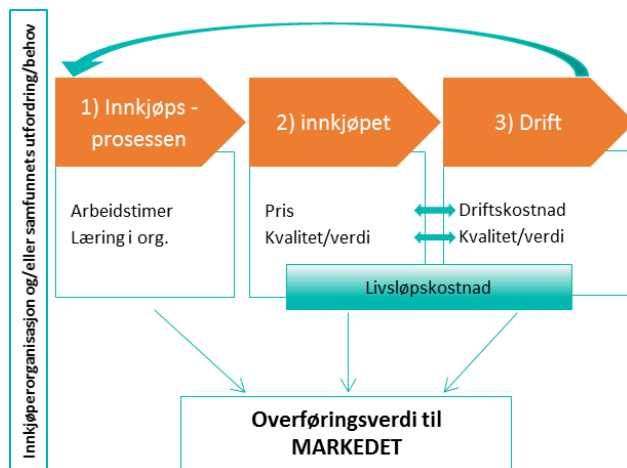 Innkjøperorganisasjon og/eller samfunnets utfordring/behov
1) Innkjøps -
prosessen
2) innkjøpet
3) Drift
Arbeidstimer
Læring i org.
Pris
Kvalitet/verdi
Driftskostnad
Kvalitet/verdi
Livsløpskostnad
Overføringsverdi til
MARKEDET